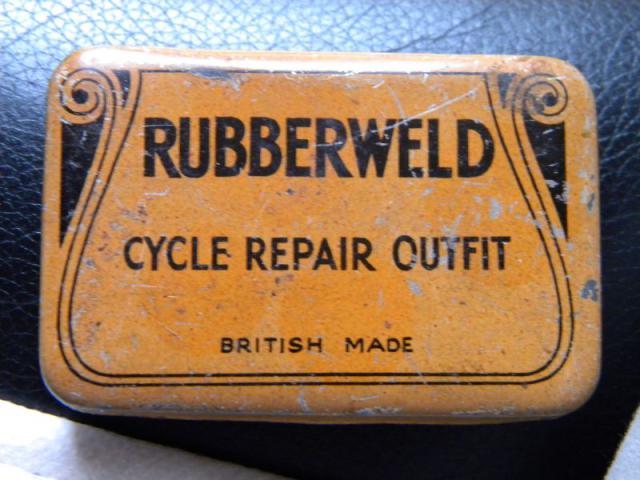 RUBBERWELD
CYCLE REPAIR OUTFIT
BRITISH MADE